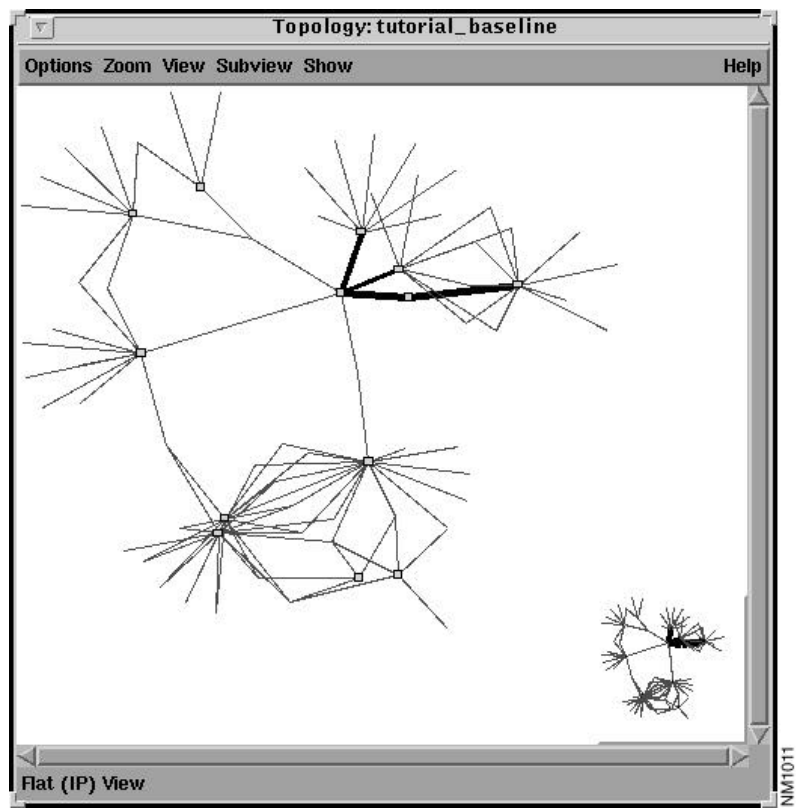 Topology: tutorial_baseline
Options Zoom View Subview Show Help
Flat (IP) View
NM1011